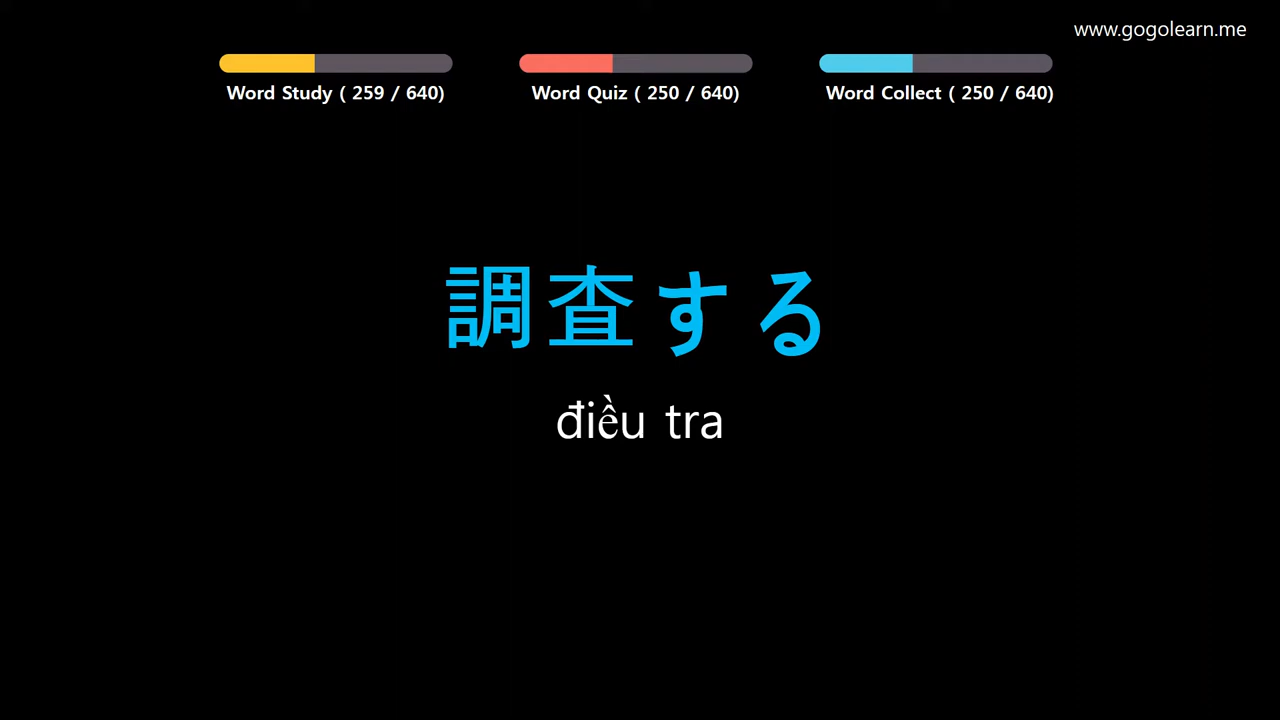 www.gogolearn.me
Word Study ( 259 / 640)
Word Quiz ( 250 / 640)
Word Collect ( 250 / 640)
調査する
điều tra